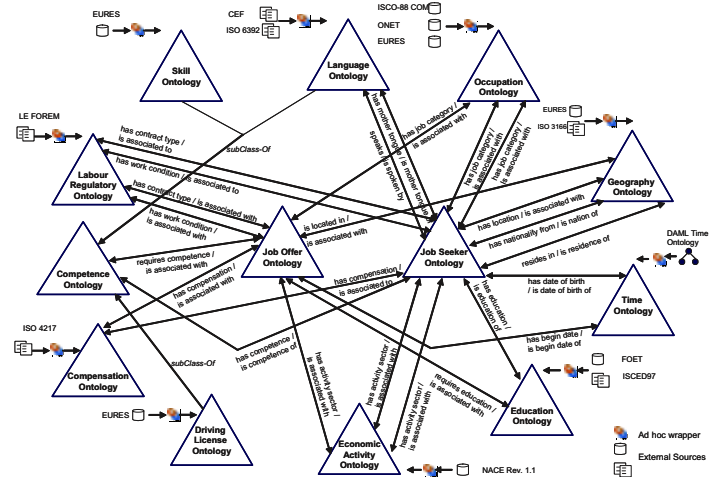 EURES
CEF
ISO 6392
ISCO-88 COM
ONET
EURES
Skill
Ontology
Language
Ontology
Occupation
Ontology
LE FOREM
EURES
ISO 3166
has contract type /
is associated to
has work condition / is associated to
has contract type / is associated with
has work condition /
is associated with
subClass-Of
has mother tongue / is mother tongue of
speaks / is spoken by
has job category /
is associated with
has job category /
is associated with
has job category /
is associated with
Labour
Regulatory
Ontology
Geography
Ontology
is located in /
is associated with
has location / is associated with
has nationality from / is nation of
resides in / is residence of
DAML Time
Ontology
Competence
Ontology
requires competence /
is associated with
Job Offer
Ontology
Job Seeker
Ontology
has compensation /
is associated with
has compensation /
is associated to
has date of birth
/ is date of birth of
Time
Ontology
has education /
is education of
has begin date /
is begin date of
ISO 4217
Compensation
Ontology
subClass-Of
has competence /
is competence of
has activity sector /
is associated with
has activity sector /
is associated with
has activity sector /
is associated with
requires education /
is associated with
FOET
ISCED97
Education
Ontology
EURES
Driving
License
Ontology
Economic
Activity
Ontology
NACE Rev. 1.1
Ad hoc wrapper
External Sources